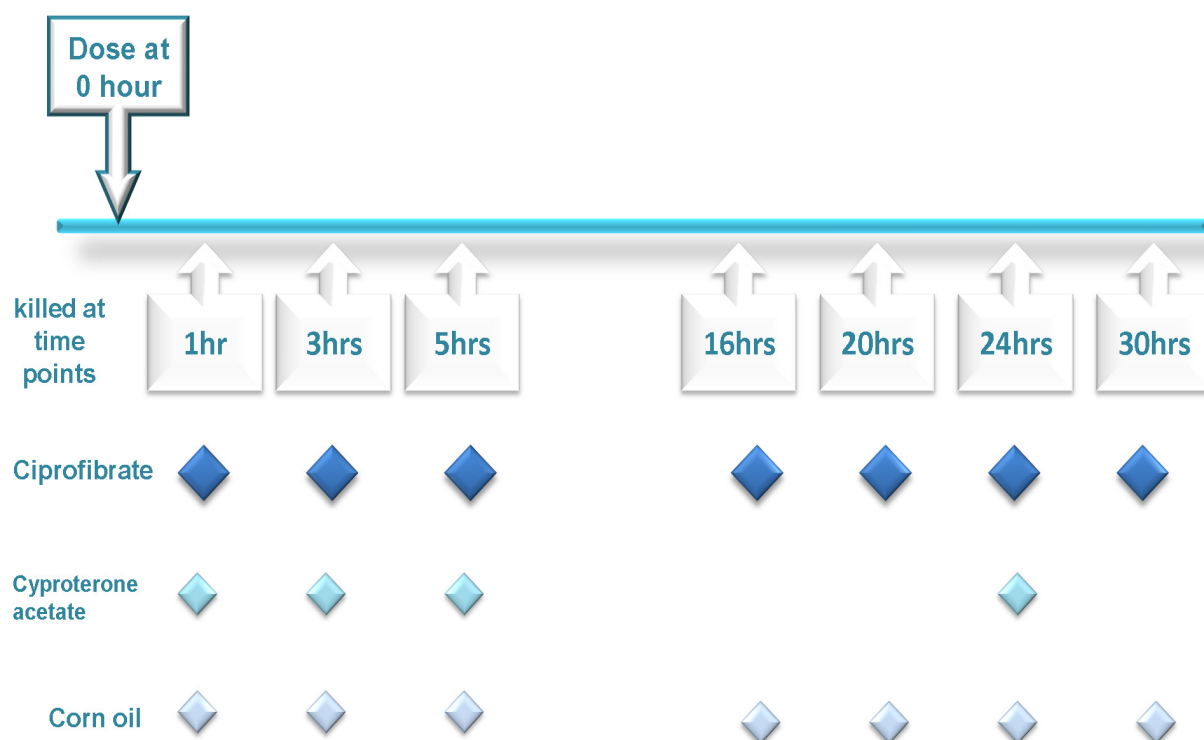 Dose at
0 hour
killed at
time
points
1hr
3hrs
5hrs
16hrs
20hrs
24hrs
30hrs
Ciprofibrate
Cyproterone
acetate
Corn oil